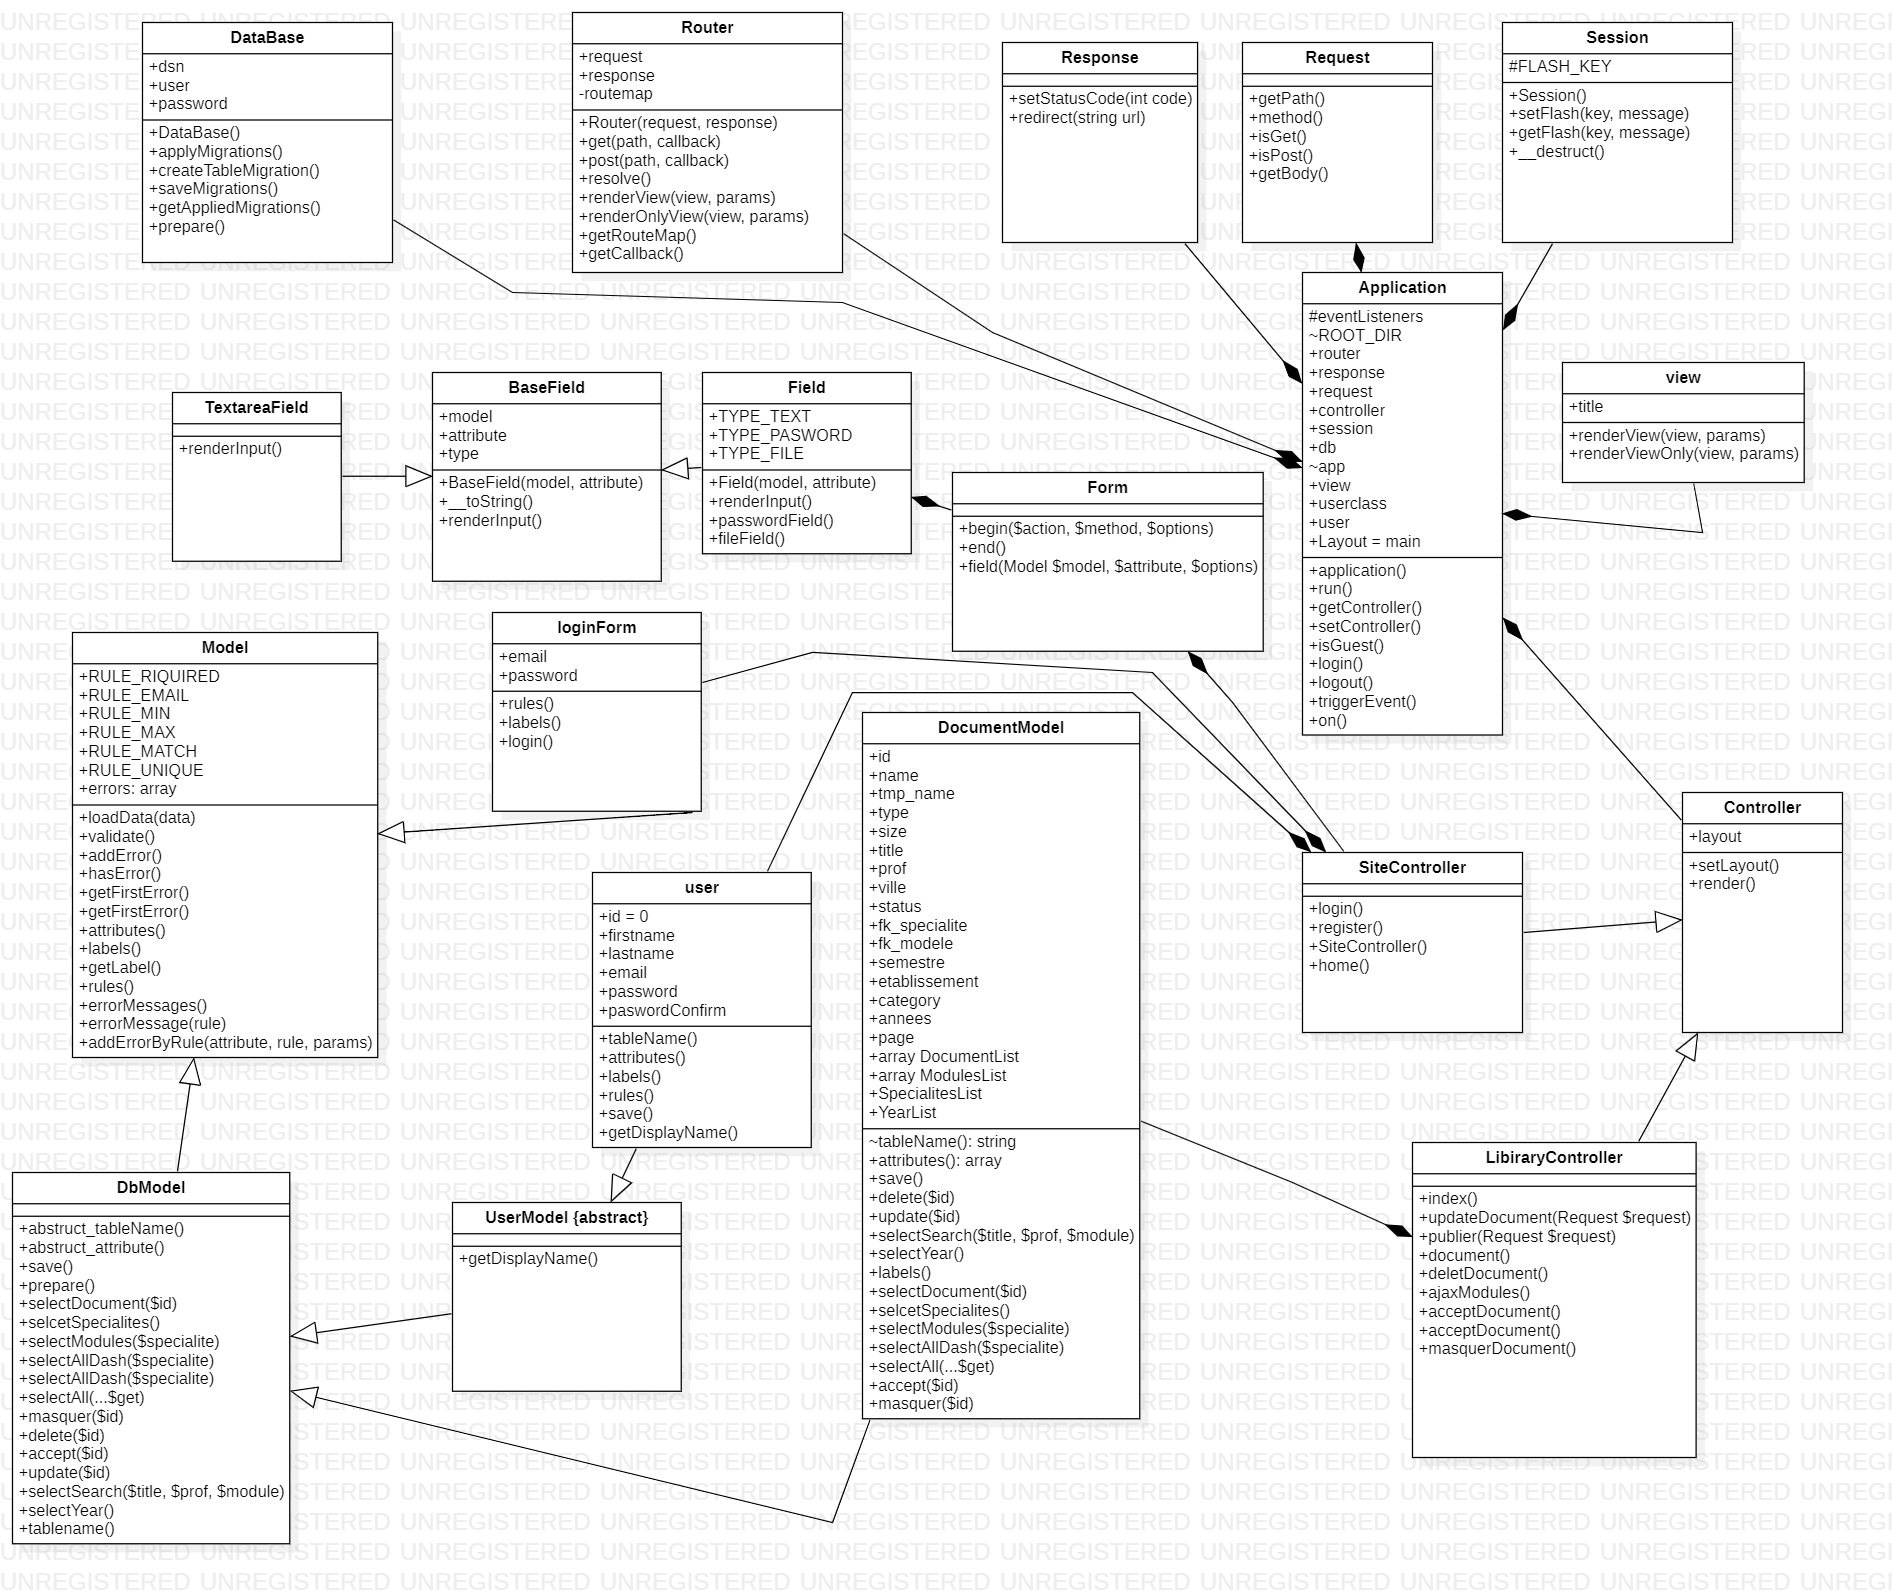 DataBase
+dsn
+user
+password
+DataBase()
+applyMigrations()
+createTableMigration()
+saveMigrations()
+getAppliedMigrations()
+prepare()
Router
+request
+response
-routemap
+Router(request, response)
+get(path, callback)
+post(path, callback)
+resolve()
+renderView(view, params)
+renderOnlyView(view, params)
+getRouteMap()
+getCallback()
Response
+setStatusCode(int code)
+redirect(string url)
Request
+getPath()
+method()
+isGet()
+isPost()
+getBody()
Session
#FLASH_KEY
+Session()
+setFlash(key, message)
+getFlash(key, message)
+__destruct()
Application
#eventListeners
~ROOT_DIR
+router
+response
+request
+controller
+session
+db
~app
+view
+userclass
+user
+Layout = main
+application()
+run()
+getController()
+setController()
+isGuest()
+login()
+logout()
+triggerEvent()
+on()
view
+title
+renderView(view, params)
+renderViewOnly(view, params)
TextareaField
+renderInput()
BaseField
+model
+attribute
+type
+BaseField(model, attribute)
+__toString()
+renderInput()
Field
+TYPE_TEXT
+TYPE_PASWORD
+TYPE_FILE
+Field(model, attribute)
+renderInput()
+passwordField()
+fileField()
Form
+begin($action, $method, $options)
+end()
+field(Model $model, $attribute, $options)
Model
+RULE_RIQUIRED
+RULE_EMAIL
+RULE_MIN
+RULE_MAX
+RULE_MATCH
+RULE_UNIQUE
+errors: array
+loadData(data)
+validate()
+addError()
+hasError()
+getFirstError()
+getFirstError()
+attributes()
+labels()
+getLabel()
+rules()
+errorMessages()
+errorMessage(rule)
+addErrorByRule(attribute, rule, params)
loginForm
+email
+password
+rules()
+labels()
+login()
user
+id = 0
+firstname
+lastname
+email
+password
+paswordConfirm
+tableName()
+attributes()
+labels()
+rules()
+save()
+getDisplayName()
DocumentModel
+id
+name
+tmp_name
+type
+size
+title
+prof
+ville
+status
+fk_specialite
+fk_modele
+semestre
+etablissement
+category
+annees
+page
+array DocumentList
+array ModulesList
+SpecialitesList
+YearList
~tableName(): string
+attributes(): array
+save()
+delete($id)
+update($id)
+selectSearch($title, $prof, $module)
+selectYear()
+labels()
+selectDocument($id)
+selcetSpecialites()
+selectModules($specialite)
+selectAllDash($specialite)
+selectAll(...$get)
+accept($id)
+masquer($id)
SiteController
+login()
+register()
+SiteController()
+home()
Controller
+layout
+setLayout()
+render()
LibiraryController
+index()
+updateDocument(Request $request)
+publier(Request $request)
+document()
+deletDocument()
+ajaxModules()
+acceptDocument()
+acceptDocument()
+masquerDocument()
DbModel
+abstruct_tableName()
+abstruct_attribute()
+save()
+prepare()
+selectDocument($id)
+selcetSpecialites()
+selectModules($specialite)
+selectAllDash($specialite)
+selectAllDash($specialite)
+selectAll(...$get)
+masquer($id)
+delete($id)
+accept($id)
+update($id)
+selectSearch($title, $prof, $module)
+selectYear()
+tablename()
UserModel {abstract}
+getDisplayName()
UNREGISTERED